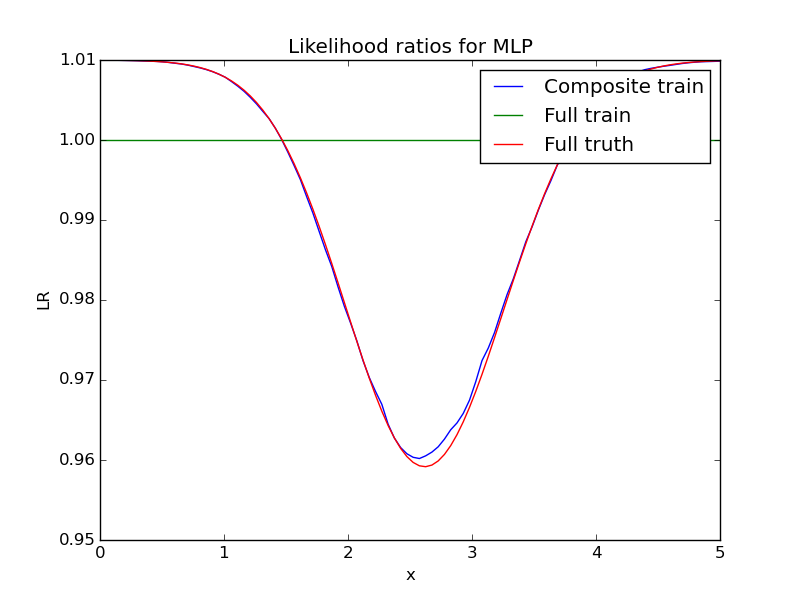 Likelihood ratios for MLP
1.01
1.00
0.99
0.98
0.97
0.96
0.95
LR
Composite train
Full train
Full truth
0 1 2 3 4 5
x